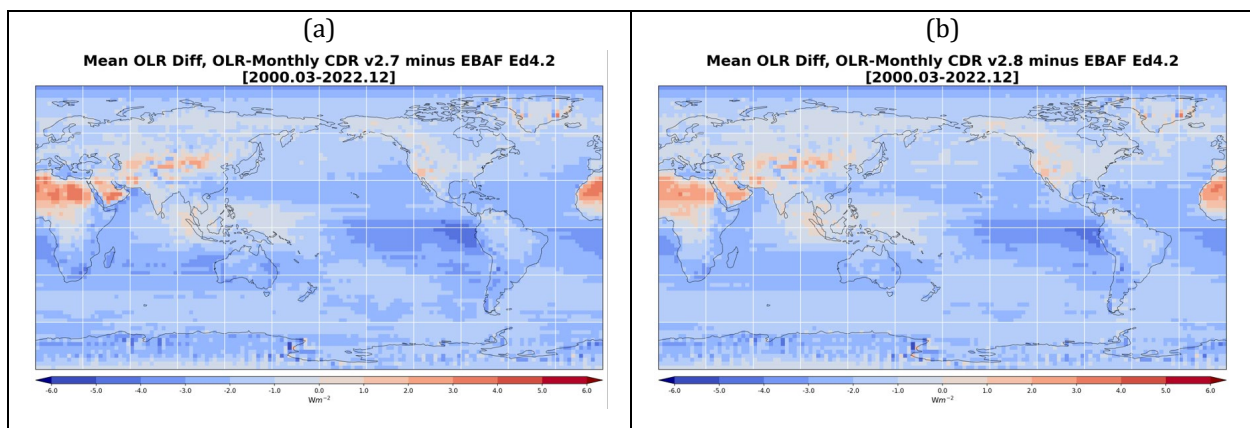 (a)
Mean OLR Diff, OLR-Monthly CDR v2.7 minus EBAF Ed4.2
[2000.03-2022.12]
-6.0 -5.0 -4.0 -3.0 -2.0 -1.0 0.0 1.0 2.0 3.0 4.0 5.0 6.0
Wm⁻²
(b)
Mean OLR Diff, OLR-Monthly CDR v2.8 minus EBAF Ed4.2
[2000.03-2022.12]
-6.0 -5.0 -4.0 -3.0 -2.0 -1.0 0.0 1.0 2.0 3.0 4.0 5.0 6.0
Wm⁻²